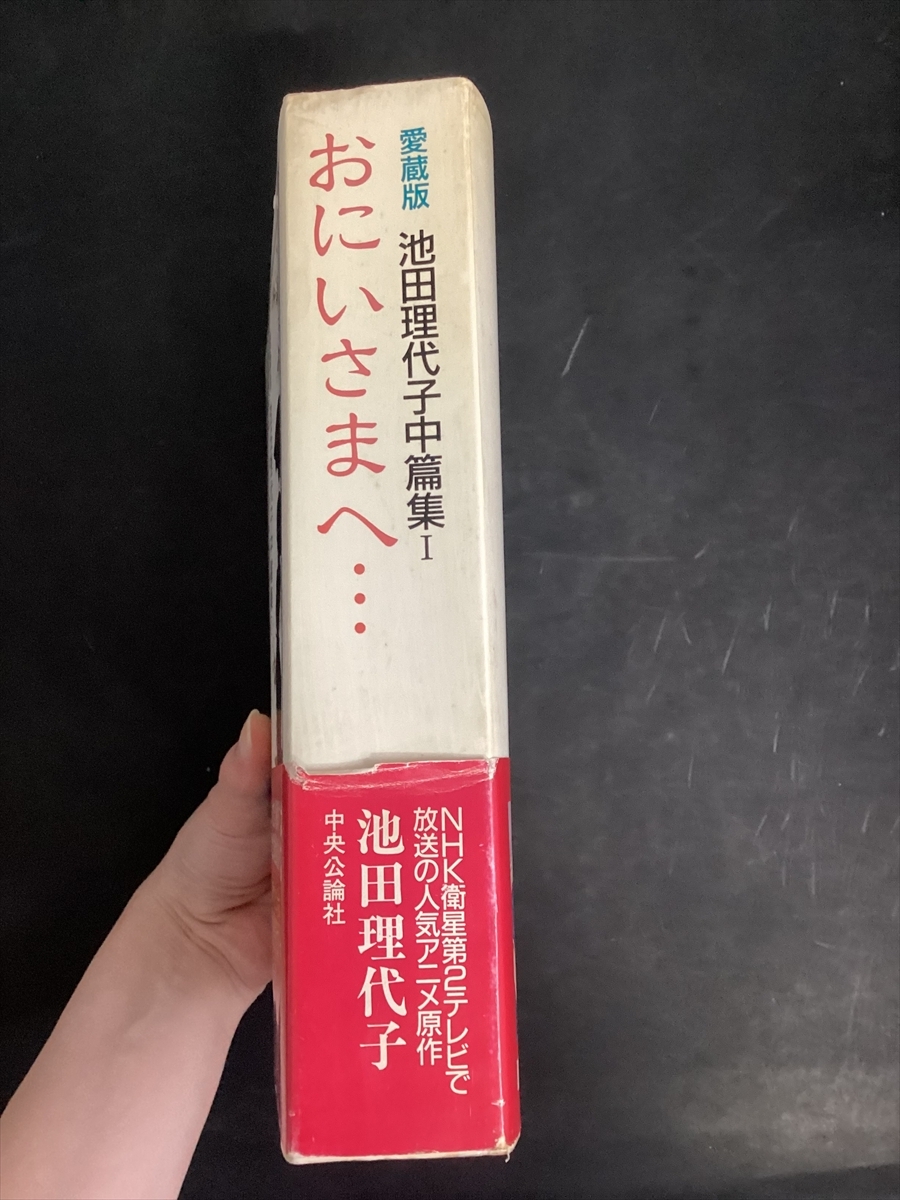 愛蔵版
池田理代子中篇集I
おにいさまへ…
NHK衛星第2テレビで
放送の人気アニメ原作
池田理代子
中央公論社